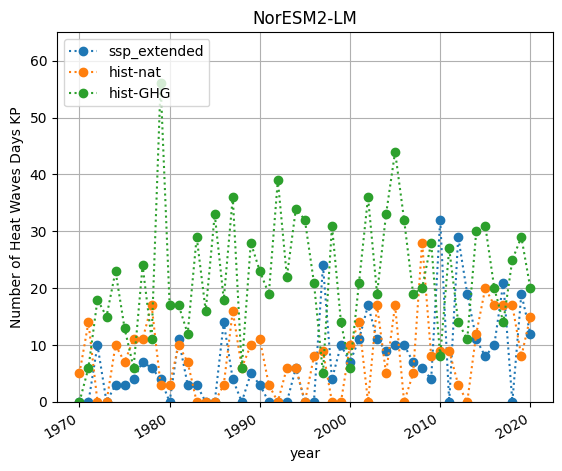 NorESM2-LM
ssp_extended
hist-nat
hist-GHG
Number of Heat Waves Days KP
60
50
40
30
20
10
0
1970
1980
1990
2000
2010
2020
year